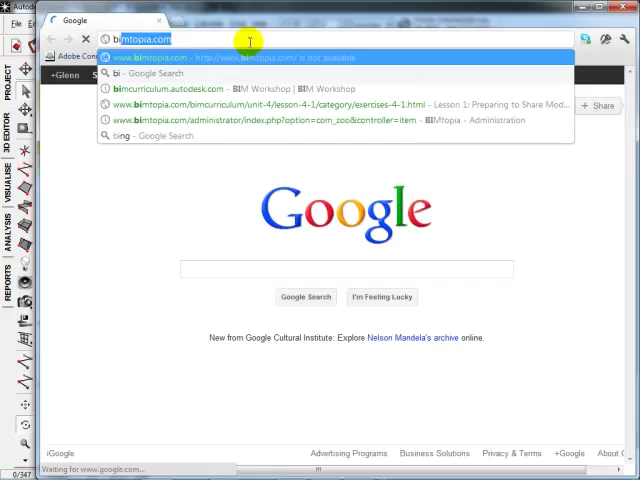 Autode
File
Mod
Google
bimtopia.com
www.bimtopia.com - http://www.bimtopia.com/ is not available
bi - Google Search
bimcurriculum.autodesk.com - BIM Workshop | BIM Workshop
www.bimtopia.com/bimcurriculum/unit-4/lesson-4-1/category/exercises-4-1.html - Lesson 1: Preparing to Share Mod...
www.bimtopia.com/administrator/index.php?option=com_zoo&controller=item - BIMtopia - Administration
bing - Google Search
Adobe Conn
+Glenn
Share
PROJECT
3D EDITOR
VISUALISE
ANALYSIS
REPORTS
Google
Google Search
I'm Feeling Lucky
New from Google Cultural Institute: Explore Nelson Mandela's archive online.
iGoogle
Advertising Programs
Business Solutions
Privacy & Terms
+Google
About G
Waiting for www.google.com...
0/347